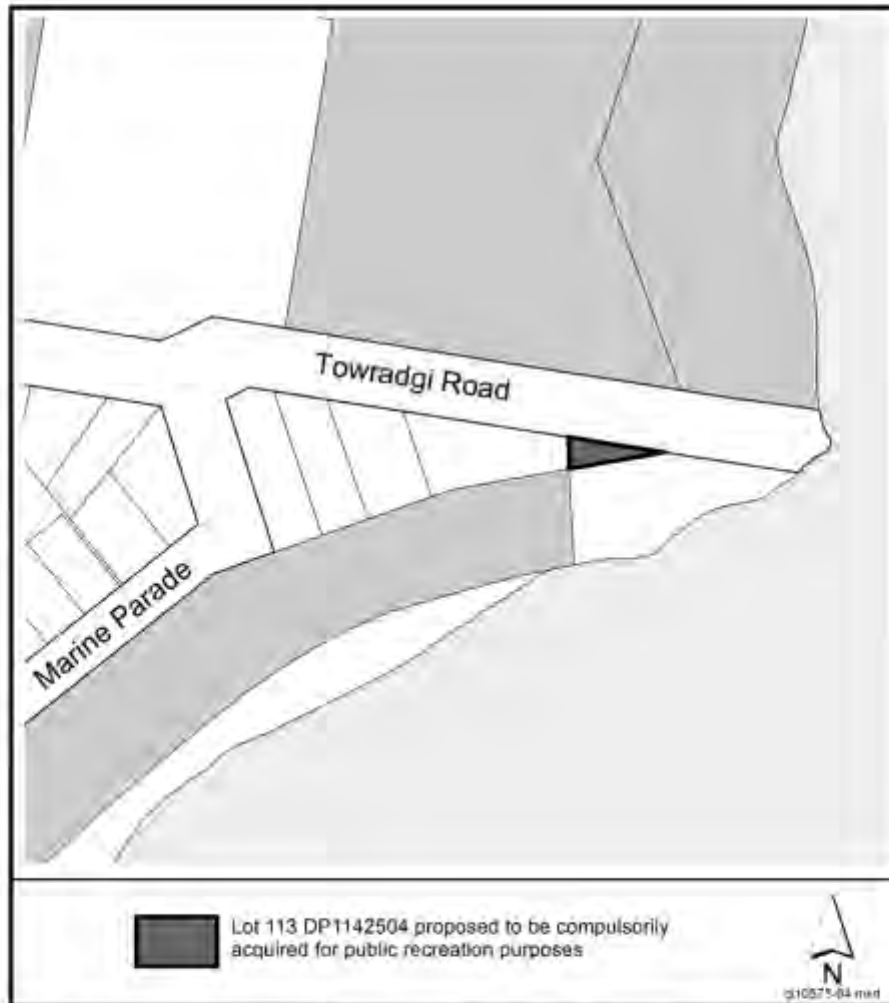 Towradgi Road
Marine Parade
Lot 113 DP1142504 proposed to be compulsorily
acquired for public recreation purposes
N